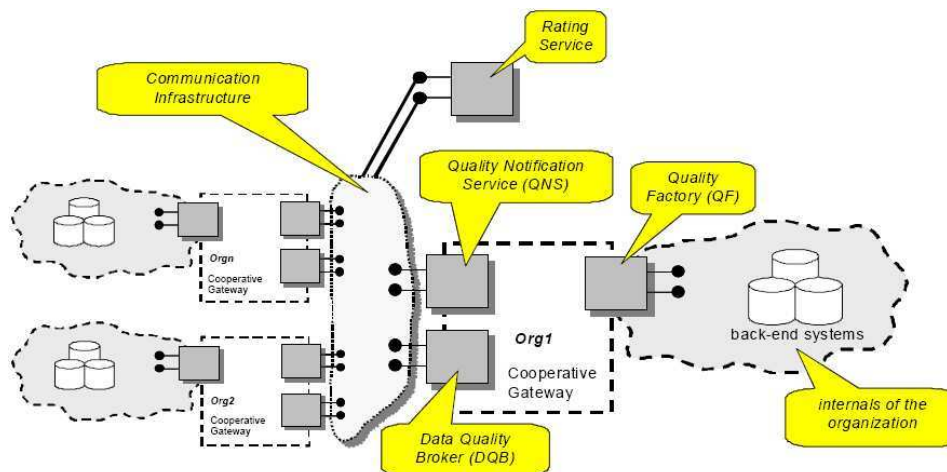 Rating
Service
Communication
Infrastructure
Quality Notification
Service (QNS)
Quality
Factory (QF)
Orgn
Cooperative
Gateway
Org1
Cooperative
Gateway
back-end systems
Org2
Cooperative
Gateway
Data Quality
Broker (DQB)
internals of the
organization